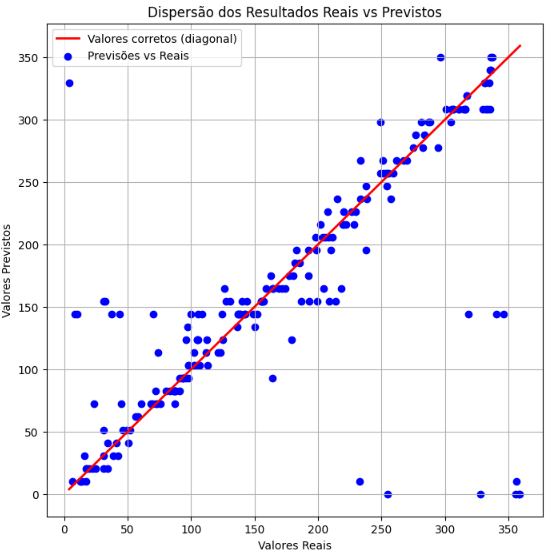 Dispersão dos Resultados Reais vs Previstos
Valores corretos (diagonal)
Previsões vs Reais
Valores Previstos
350
300
250
200
150
100
50
0
0 50 100 150 200 250 300 350
Valores Reais